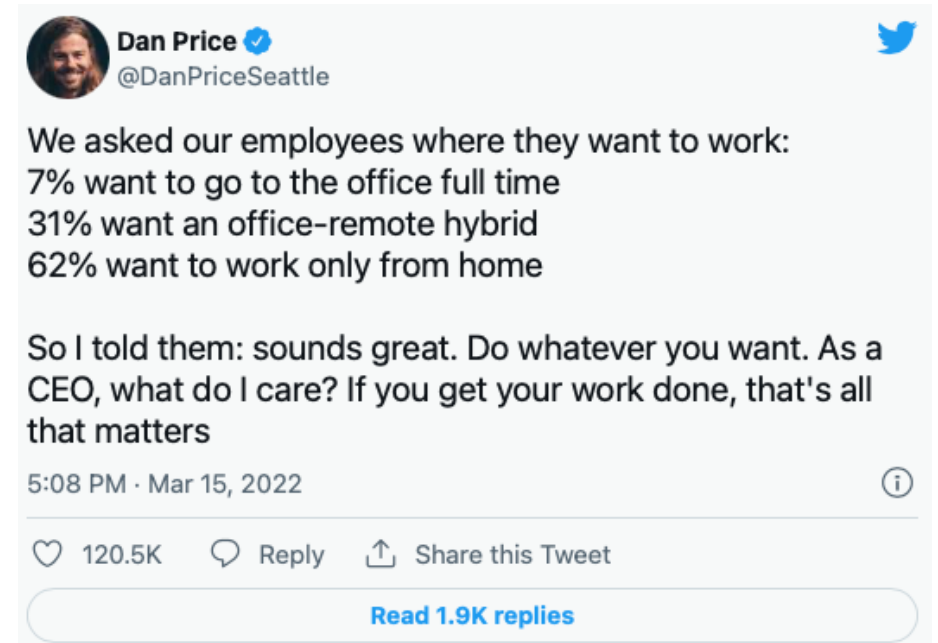 Dan Price
@DanPriceSeattle
We asked our employees where they want to work:
7% want to go to the office full time
31% want an office-remote hybrid
62% want to work only from home
So I told them: sounds great. Do whatever you want. As a
CEO, what do I care? If you get your work done, that's all
that matters
5:08 PM · Mar 15, 2022
120.5K Reply Share this Tweet
Read 1.9K replies